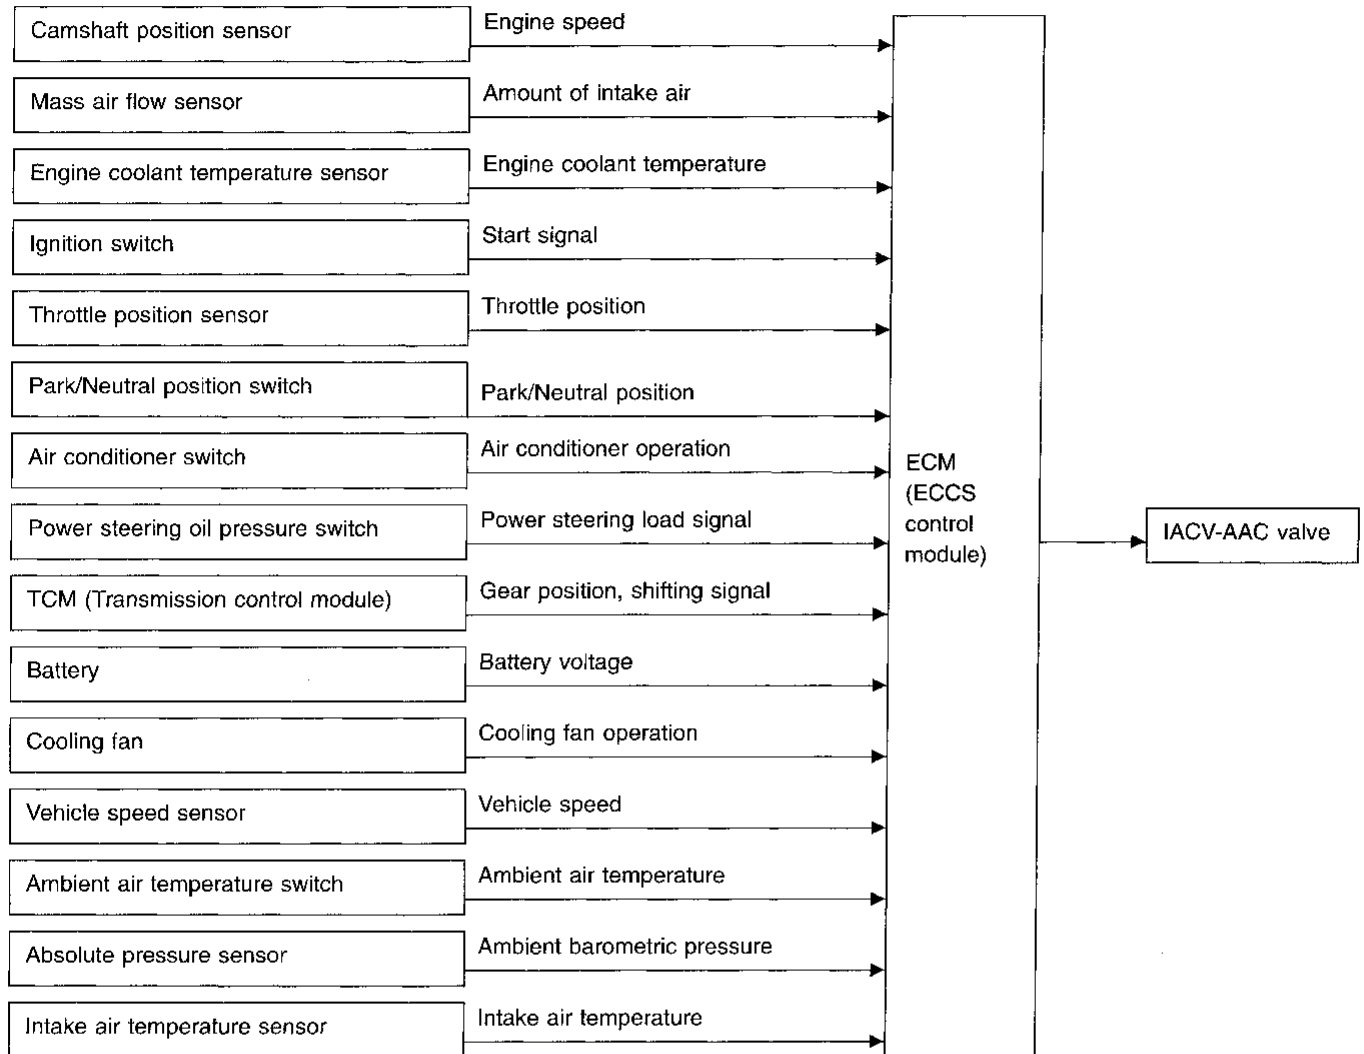 Camshaft position sensor
Engine speed
Mass air flow sensor
Amount of intake air
Engine coolant temperature sensor
Engine coolant temperature
Ignition switch
Start signal
Throttle position sensor
Throttle position
Park/Neutral position switch
Park/Neutral position
Air conditioner switch
Air conditioner operation
Power steering oil pressure switch
Power steering load signal
TCM (Transmission control module)
Gear position, shifting signal
Battery
Battery voltage
Cooling fan
Cooling fan operation
Vehicle speed sensor
Vehicle speed
Ambient air temperature switch
Ambient air temperature
Absolute pressure sensor
Ambient barometric pressure
Intake air temperature sensor
Intake air temperature
ECM
(ECCS
control
module)
IACV-AAC valve